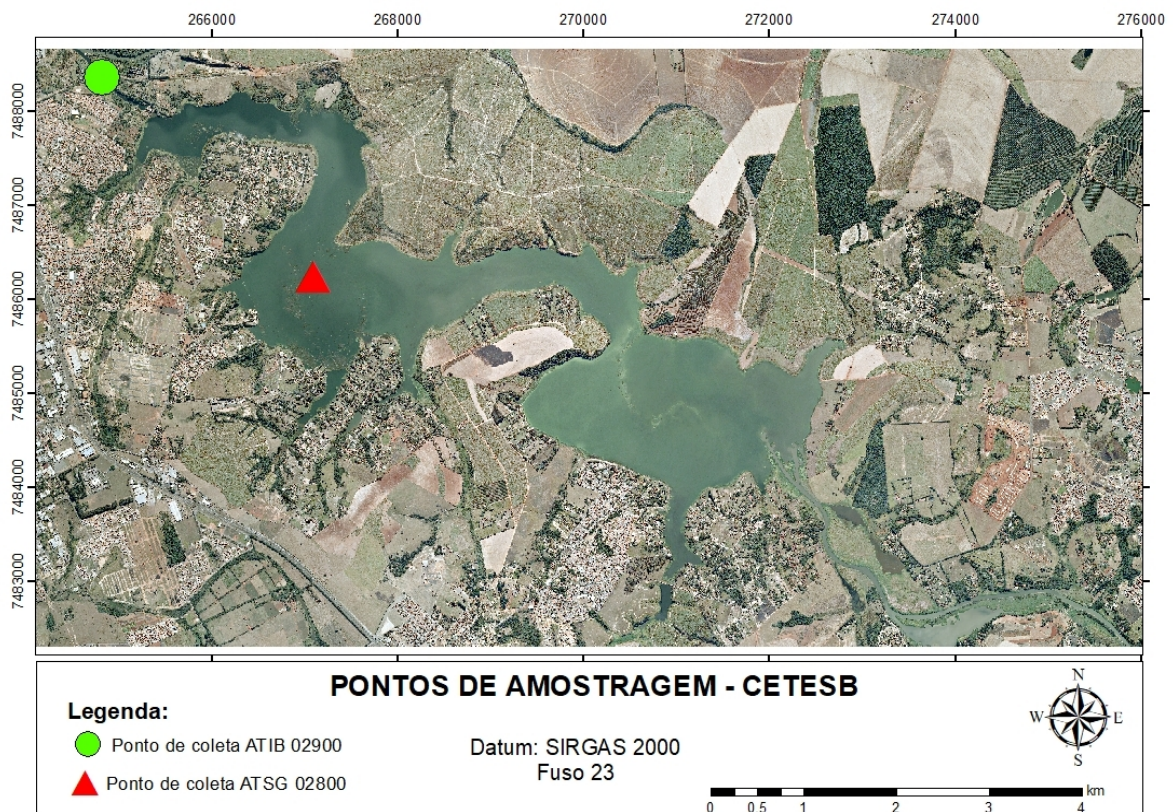 266000 268000 270000 272000 274000 276000
7488000
7487000
7486000
7485000
7484000
7483000
PONTOS DE AMOSTRAGEM - CETESB
Legenda:
Ponto de coleta ATIB 02900
Ponto de coleta ATSG 02800
Datum: SIRGAS 2000
Fuso 23
N
W E
S
km
0 0.5 1 2 3 4